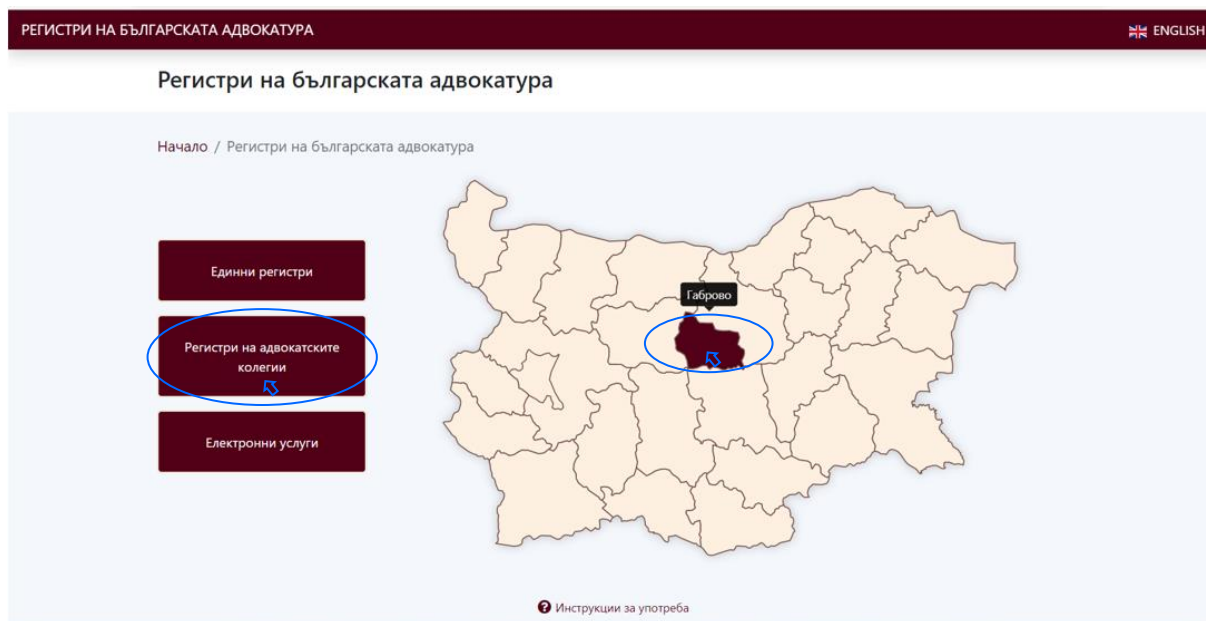 РЕГИСТРИ НА БЪЛГАРСКАТА АДВОКАТУРА
ENGLISH
Регистри на българската адвокатура
Начало / Регистри на българската адвокатура
Единни регистри
Габрово
Регистри на адвокатските
колегии
Електронни услуги
Инструкции за употреба